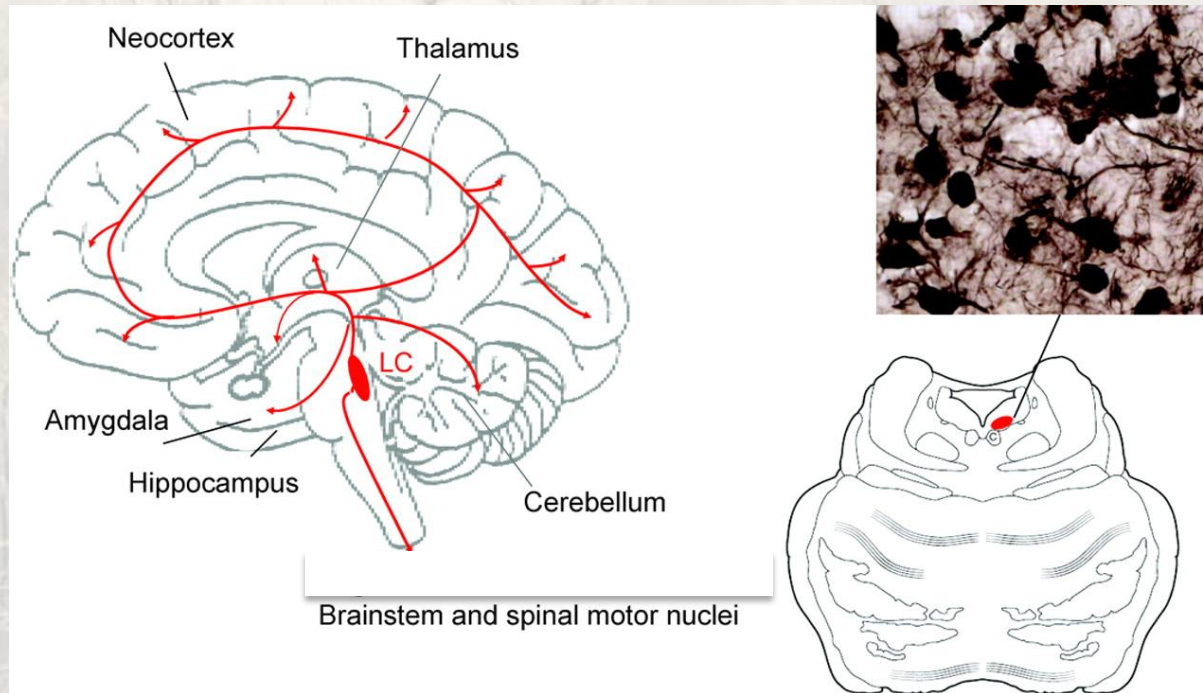 Neocortex
Thalamus
LC
Amygdala
Hippocampus
Cerebellum
Brainstem and spinal motor nuclei
C